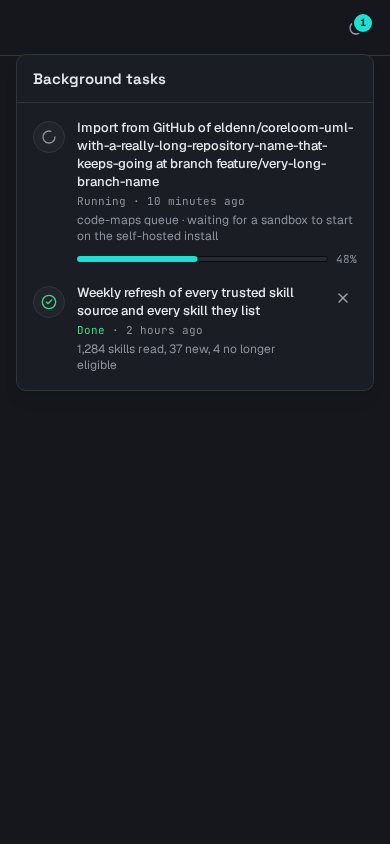 1
Background tasks
Import from GitHub of eldenn/coreloom-uml-
with-a-really-long-repository-name-that-
keeps-going at branch feature/very-long-
branch-name
Running · 10 minutes ago
code-maps queue · waiting for a sandbox to start
on the self-hosted install
48%
Weekly refresh of every trusted skill
source and every skill they list
Done · 2 hours ago
1,284 skills read, 37 new, 4 no longer
eligible